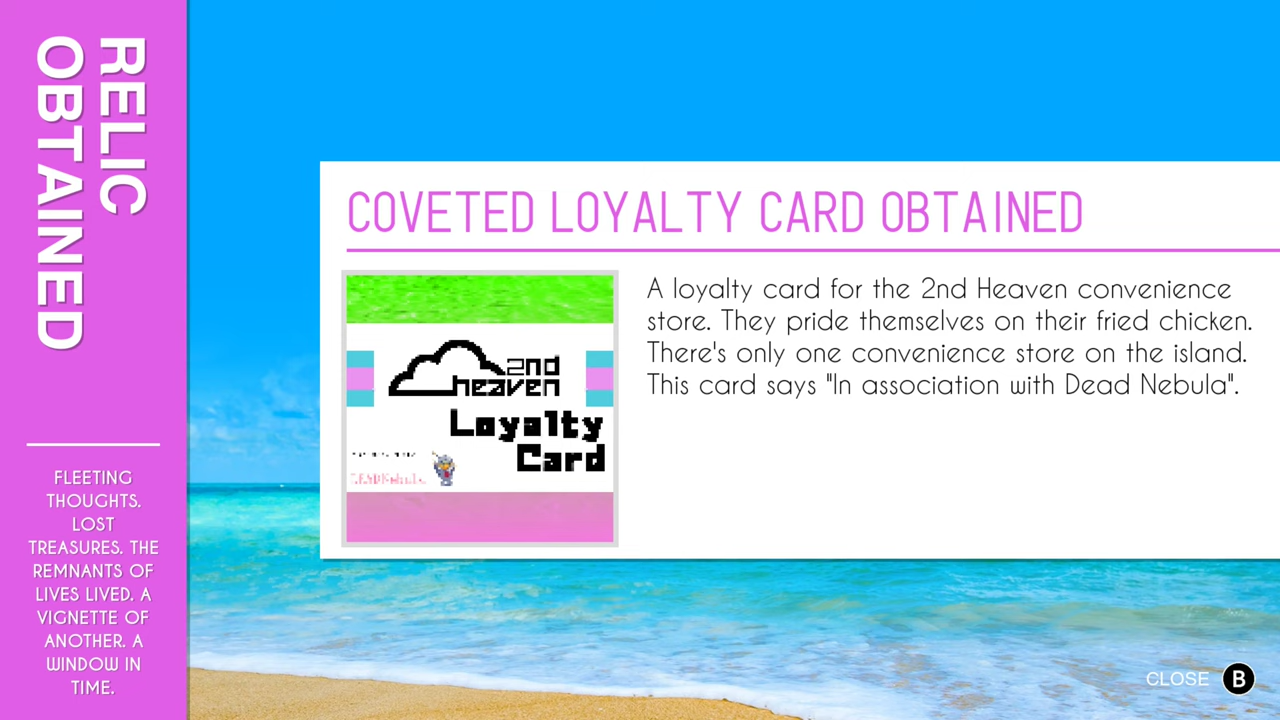 RELIC
OBTAINED
FLEETING
THOUGHTS.
LOST
TREASURES. THE
REMNANTS OF
LIVES LIVED. A
VIGNETTE OF
ANOTHER. A
WINDOW IN
TIME.
COVETED LOYALTY CARD OBTAINED
2nd
heaven
Loyalty
Card
A loyalty card for the 2nd Heaven convenience
store. They pride themselves on their fried chicken.
There's only one convenience store on the island.
This card says "In association with Dead Nebula".
CLOSE B